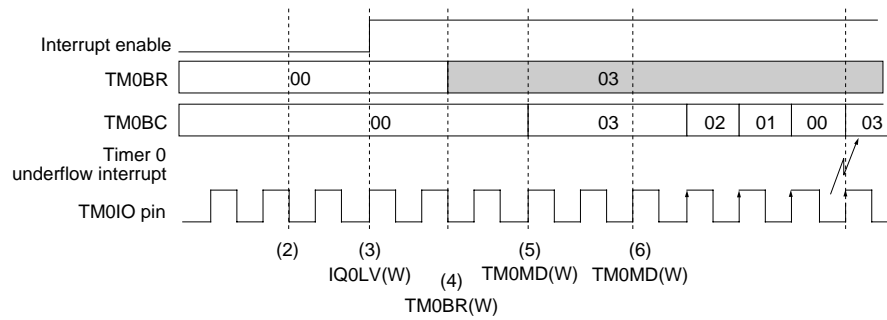 Interrupt enable
TM0BR 00 03
TM0BC 00 03 02 01 00 03
Timer 0
underflow interrupt
TM0IO pin
(2) (3) (5) (6)
IQ0LV(W) TM0MD(W) TM0MD(W)
(4)
TM0BR(W)